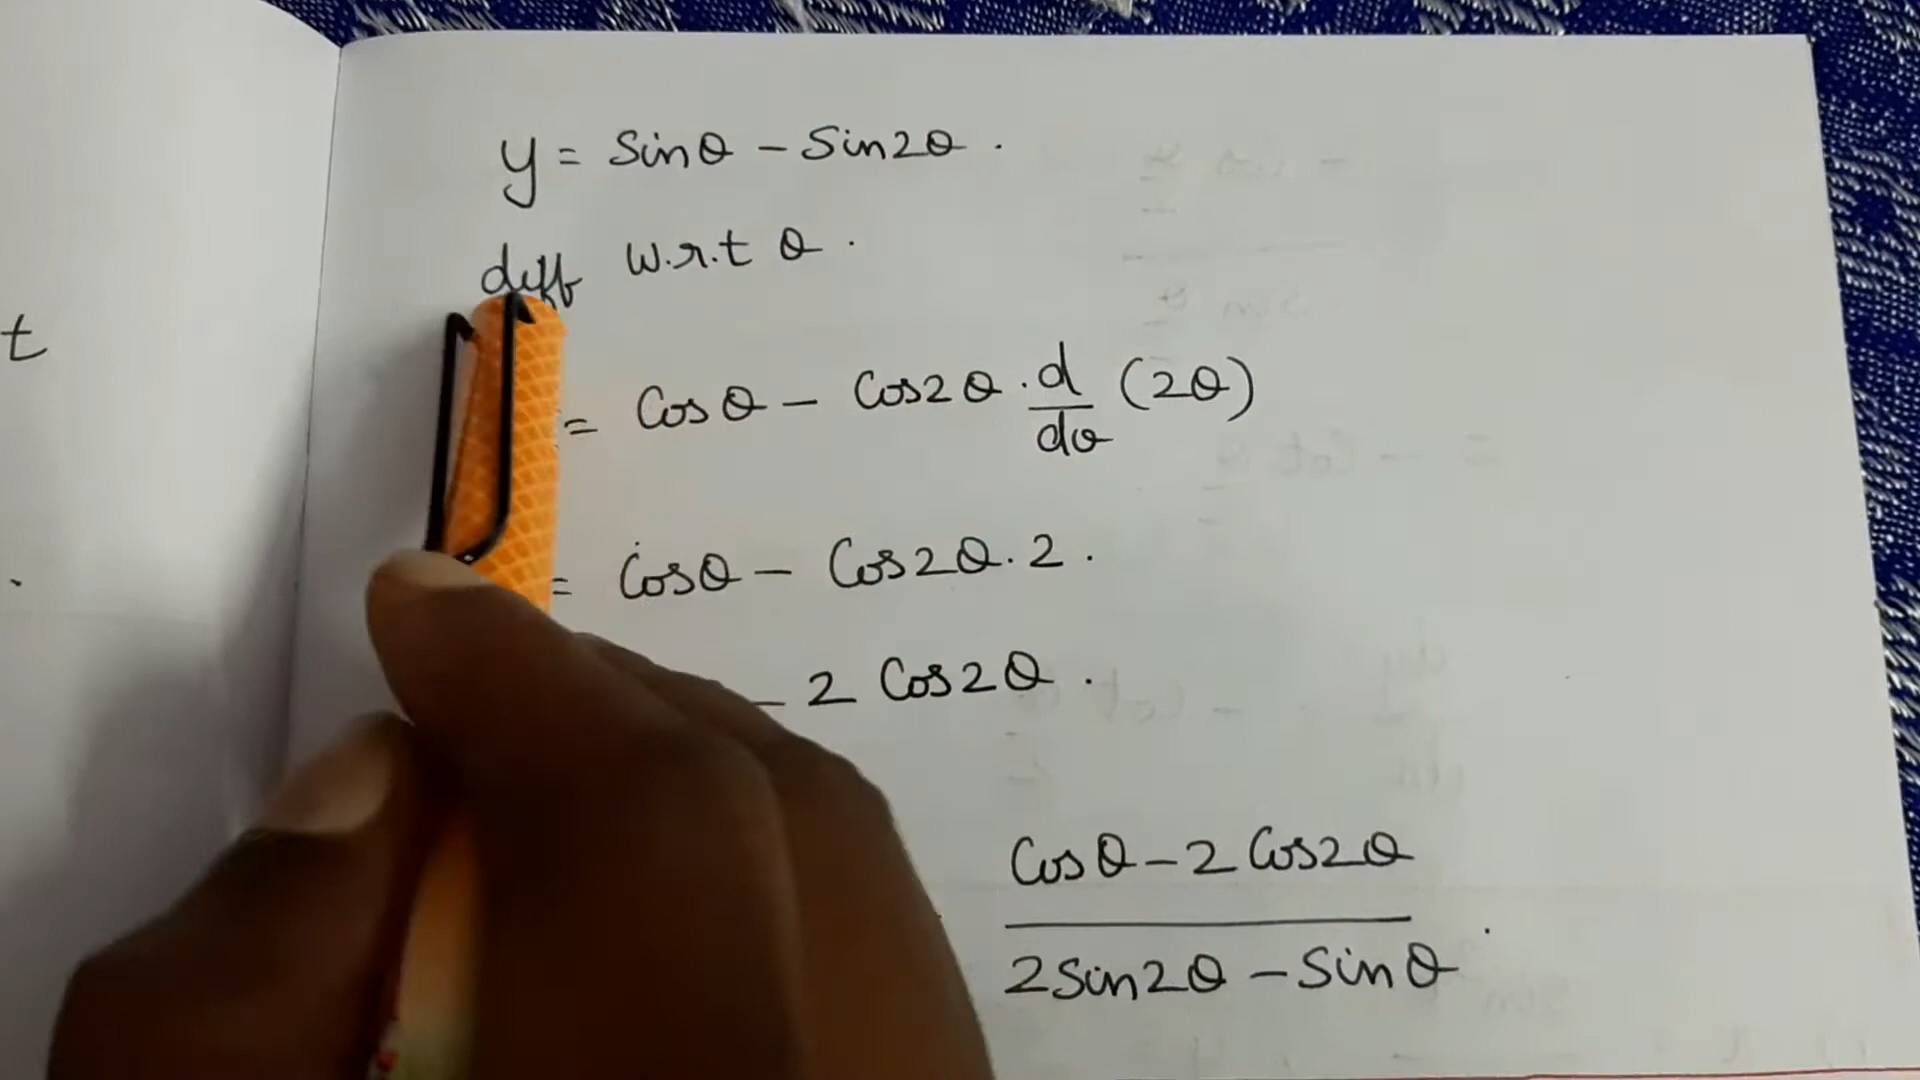 t
y = Sinθ - Sin2θ .
diff w.r.t θ .
= Cosθ - Cos2θ . d/dθ (2θ)
= Cosθ - Cos2θ . 2 .
- 2 Cos2θ .
Cosθ - 2 Cos2θ
2Sin2θ - Sinθ .